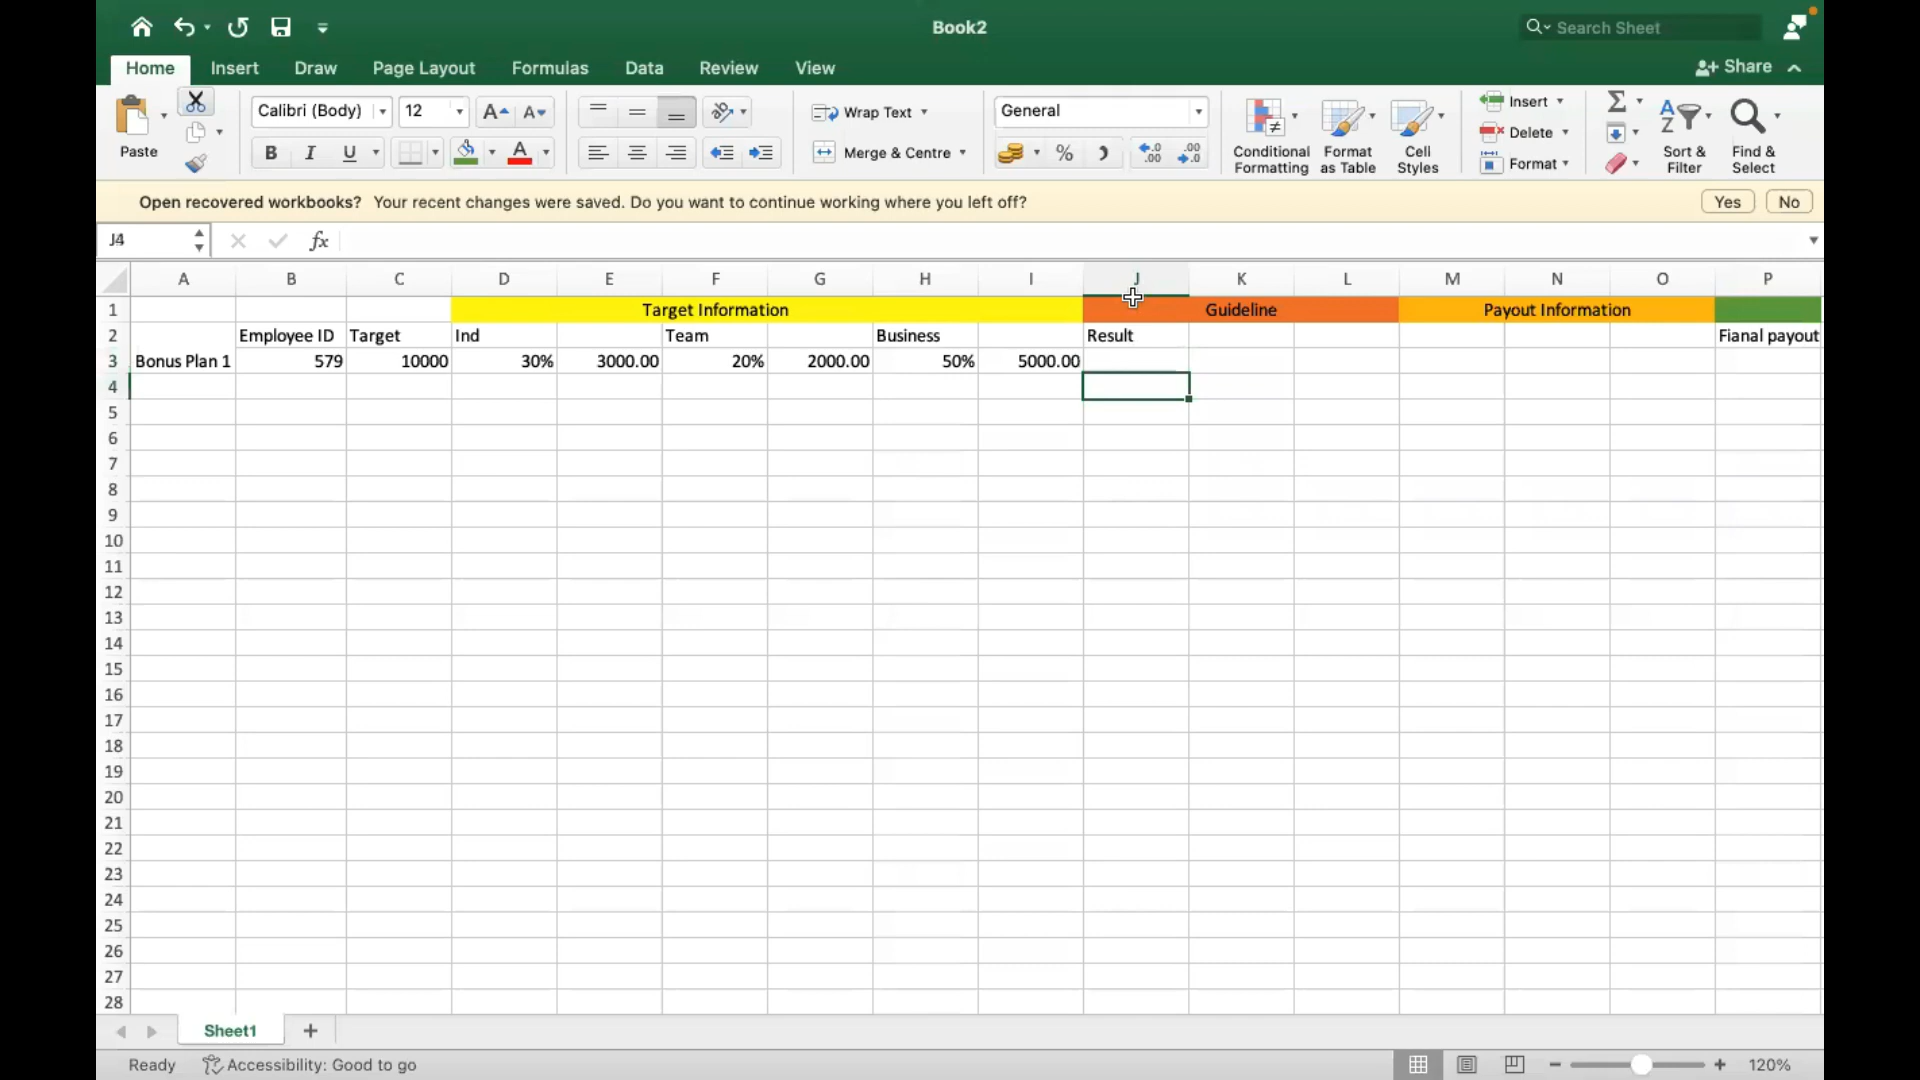 Book2
Search Sheet
Home Insert Draw Page Layout Formulas Data Review View
Share
Paste
Calibri (Body) 12
B I U
Wrap Text
Merge & Centre
General
Conditional Formatting
Format as Table
Cell Styles
Insert
Delete
Format
Sort & Filter
Find & Select
Open recovered workbooks? Your recent changes were saved. Do you want to continue working where you left off? Yes No
J4 fx
A B C D E F G H I J K L M N O P
1 Target Information Guideline Payout Information
2 Employee ID Target Ind Team Business Result Fianal payout
3 Bonus Plan 1 579 10000 30% 3000.00 20% 2000.00 50% 5000.00
4
5
6
7
8
9
10
11
12
13
14
15
16
17
18
19
20
21
22
23
24
25
26
27
28
Sheet1
Ready Accessibility: Good to go 120%